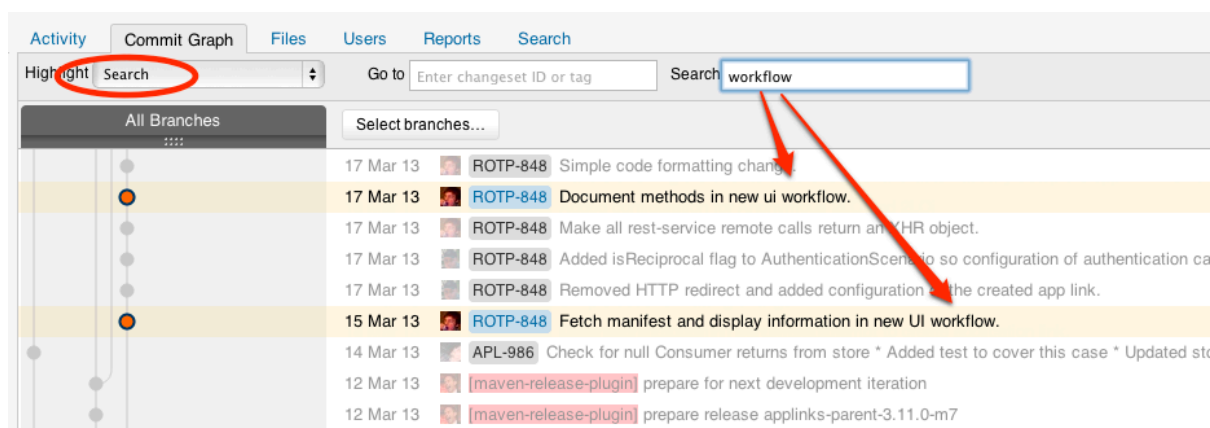 Activity Commit Graph Files Users Reports Search
Highlight Search Go to Enter changeset ID or tag Search workflow
All Branches Select branches...
17 Mar 13 ROTP-848 Simple code formatting change.
17 Mar 13 ROTP-848 Document methods in new ui workflow.
17 Mar 13 ROTP-848 Make all rest-service remote calls return an XHR object.
17 Mar 13 ROTP-848 Added isReciprocal flag to AuthenticationScenario so configuration of authentication ca
17 Mar 13 ROTP-848 Removed HTTP redirect and added configuration of the created app link.
15 Mar 13 ROTP-848 Fetch manifest and display information in new UI workflow.
14 Mar 13 APL-986 Check for null Consumer returns from store * Added test to cover this case * Updated sto
12 Mar 13 [maven-release-plugin] prepare for next development iteration
12 Mar 13 [maven-release-plugin] prepare release applinks-parent-3.11.0-m7